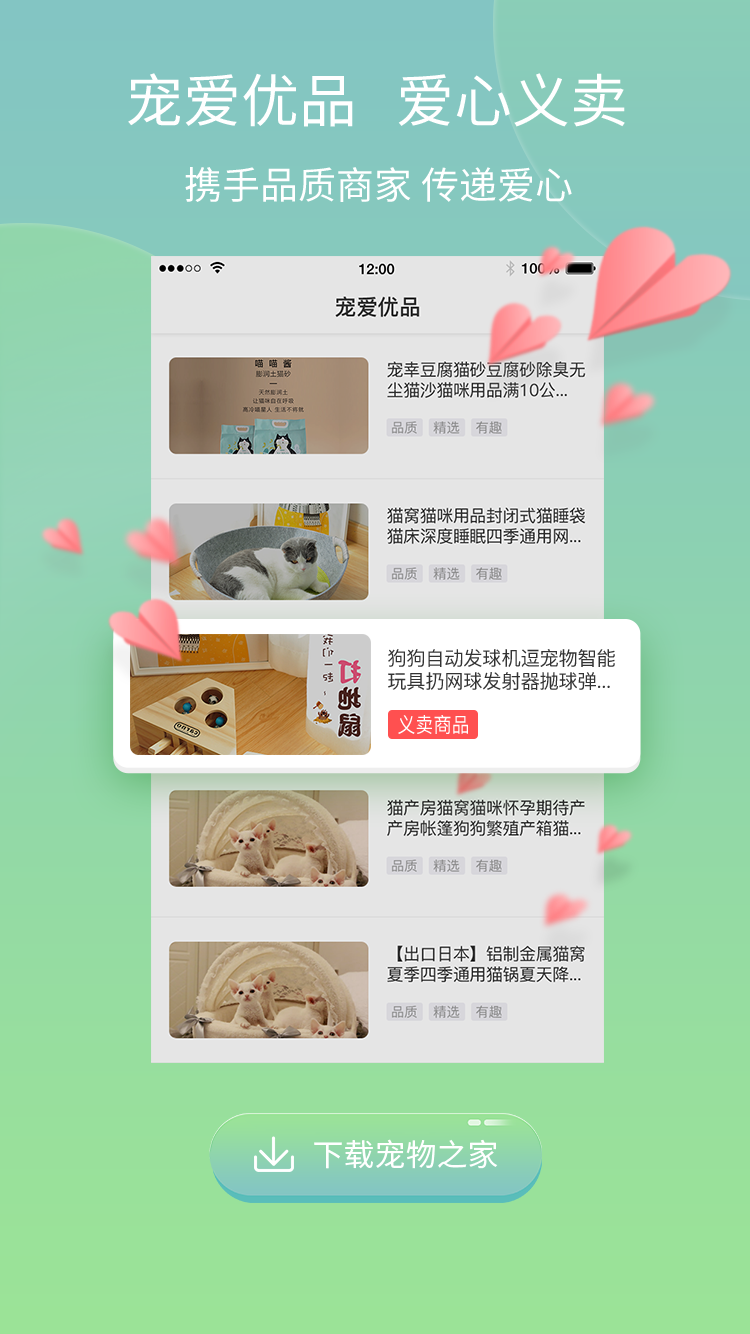 宠爱优品 爱心义卖
携手品质商家 传递爱心
12:00
宠爱优品
喵喵酱
膨润土猫砂
天然膨润土
让猫咪自在呼吸
高冷喵星人 生活不将就
宠幸豆腐猫砂豆腐砂除臭无
尘猫沙猫咪用品满10公...
品质 精选 有趣
猫窝猫咪用品封闭式猫睡袋
猫床深度睡眠四季通用网...
品质 精选 有趣
打地鼠
狗狗自动发球机逗宠物智能
玩具扔网球发射器抛球弹...
义卖商品
猫产房猫窝猫咪怀孕期待产
产房帐篷狗狗繁殖产箱猫...
品质 精选 有趣
【出口日本】铝制金属猫窝
夏季四季通用猫锅夏天降...
品质 精选 有趣
下载宠物之家